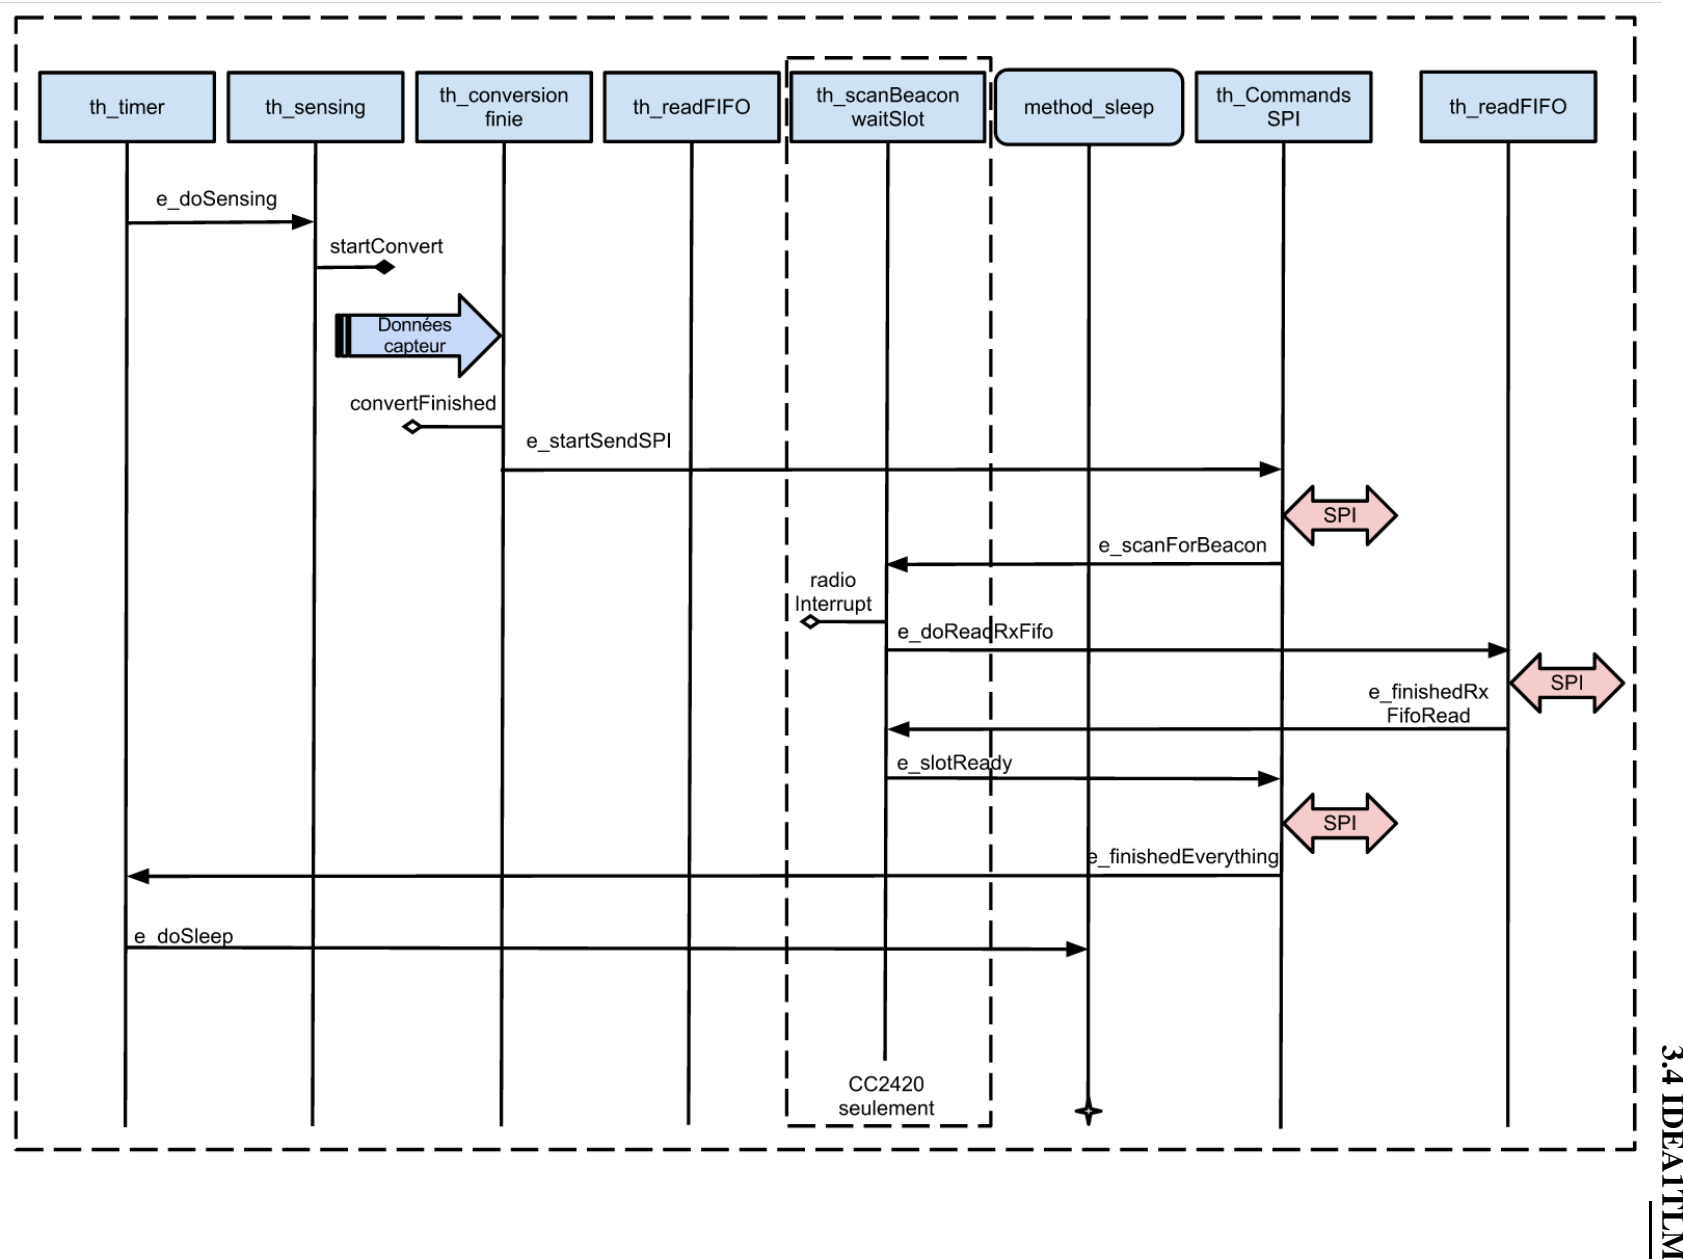 th_timer
th_sensing
th_conversion
finie
th_readFIFO
th_scanBeacon
waitSlot
method_sleep
th_Commands
SPI
th_readFIFO
e_doSensing
startConvert
Données
capteur
convertFinished
e_startSendSPI
SPI
e_scanForBeacon
radio
Interrupt
e_doReadRxFifo
SPI
e_finishedRx
FifoRead
e_slotReady
SPI
e_finishedEverything
e_doSleep
CC2420
seulement
3.4 IDEA1TLM